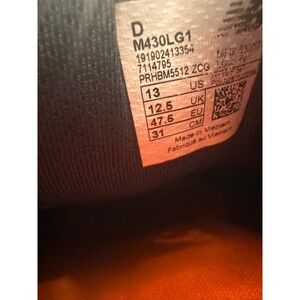 D
M430LG1
191902413354
7114795
PRHBM5512 ZCG
13 US
12.5 UK
47.5 EU
31 CM
Made in Vietnam
Fabriqué au Vietnam